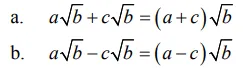 a. a√b + c√b = (a + c)√b
b. a√b − c√b = (a − c)√b